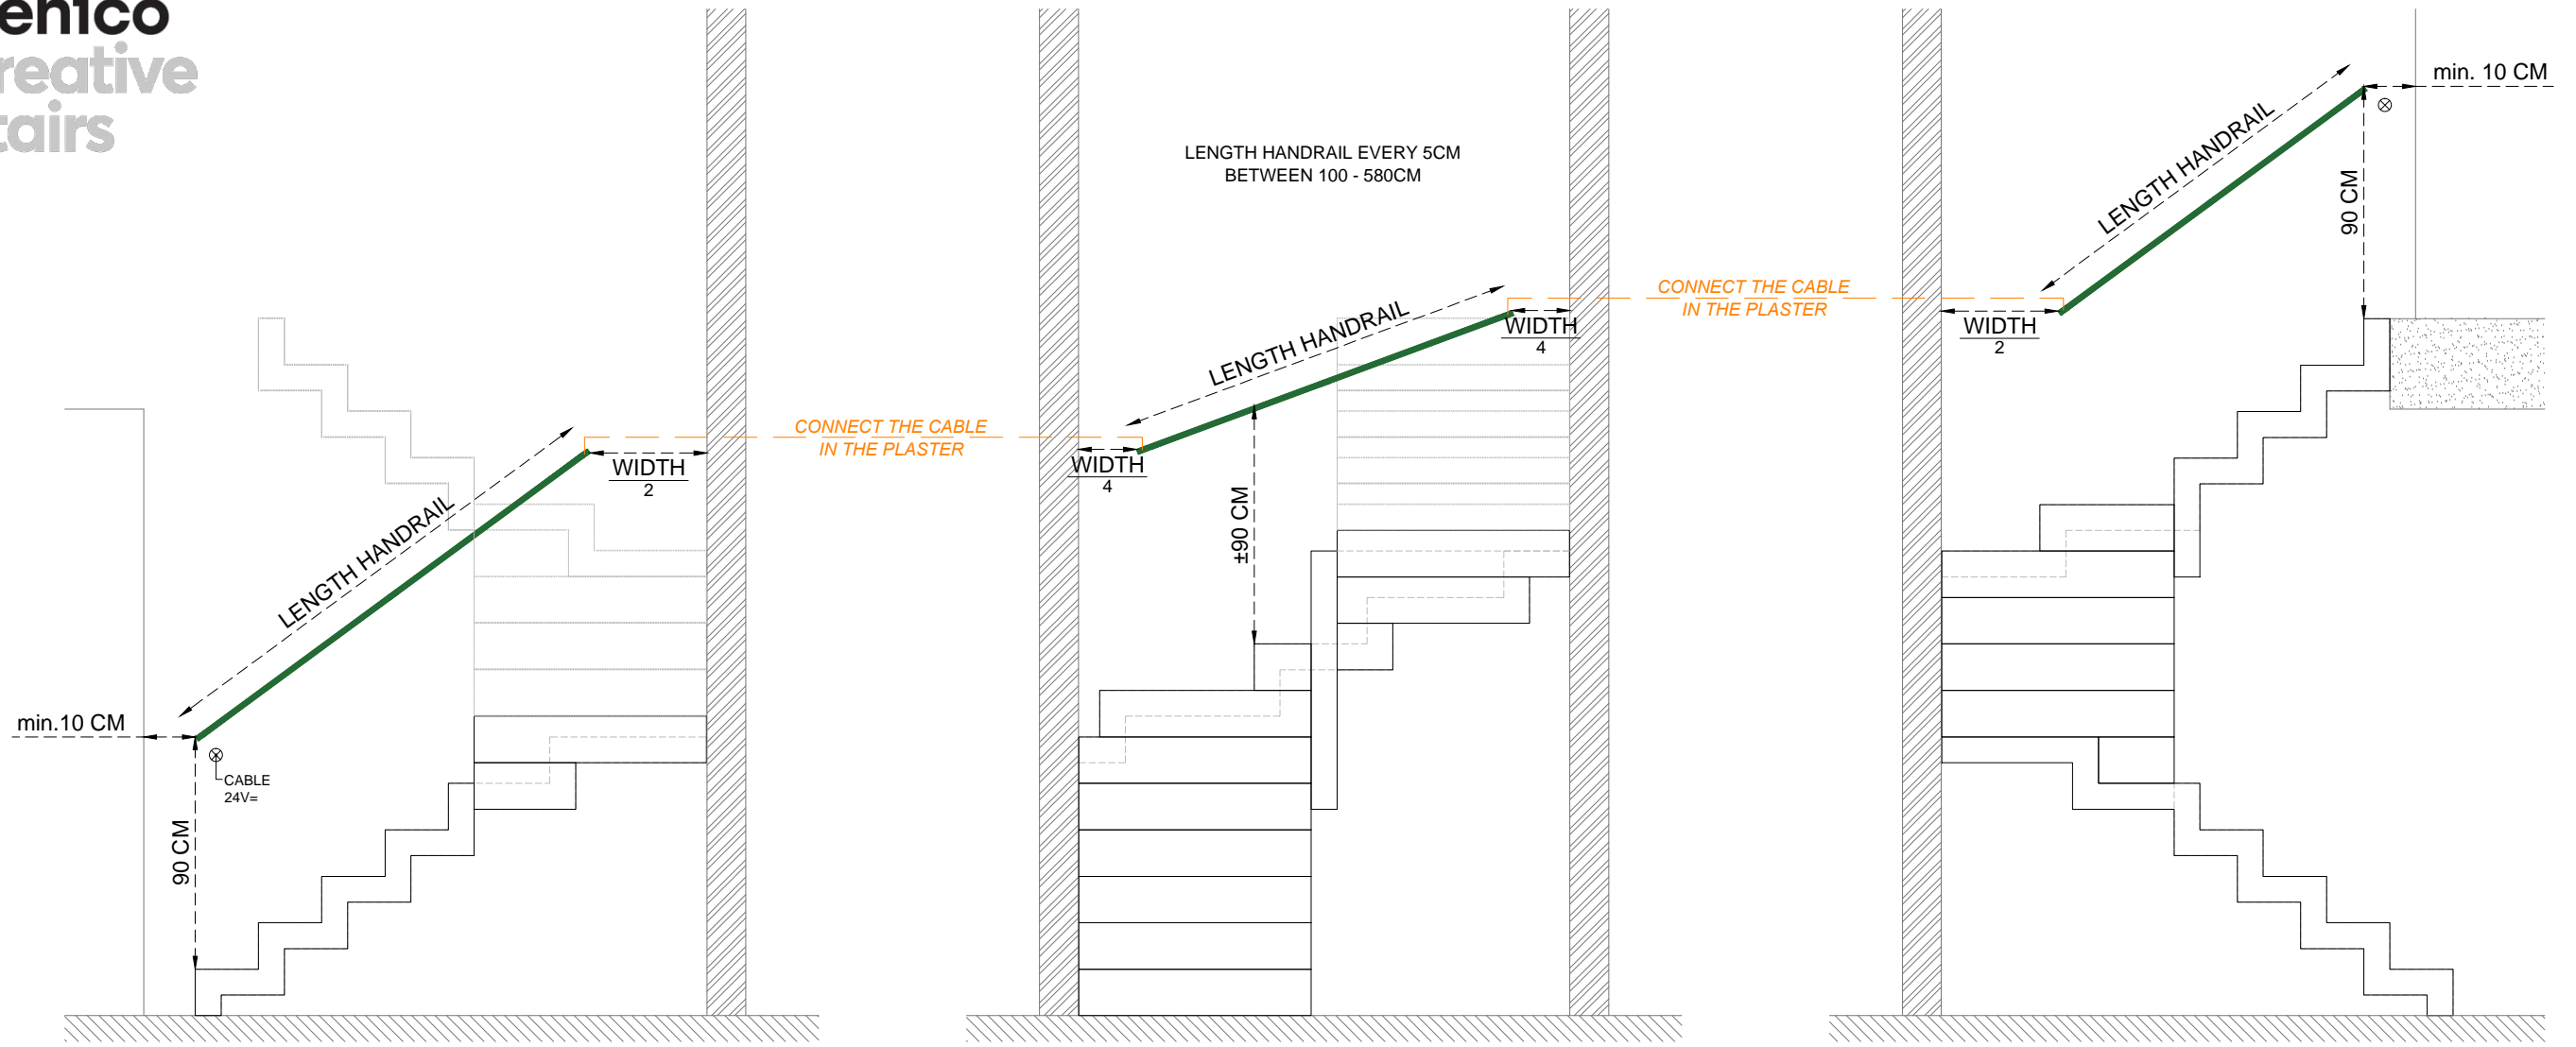 enico
reative
tairs
LENGTH HANDRAIL EVERY 5CM
BETWEEN 100 - 580CM
min.10 CM
90 CM
CABLE
24V=
LENGTH HANDRAIL
WIDTH
2
CONNECT THE CABLE
IN THE PLASTER
WIDTH
4
LENGTH HANDRAIL
±90 CM
WIDTH
4
CONNECT THE CABLE
IN THE PLASTER
WIDTH
2
LENGTH HANDRAIL
90 CM
min. 10 CM